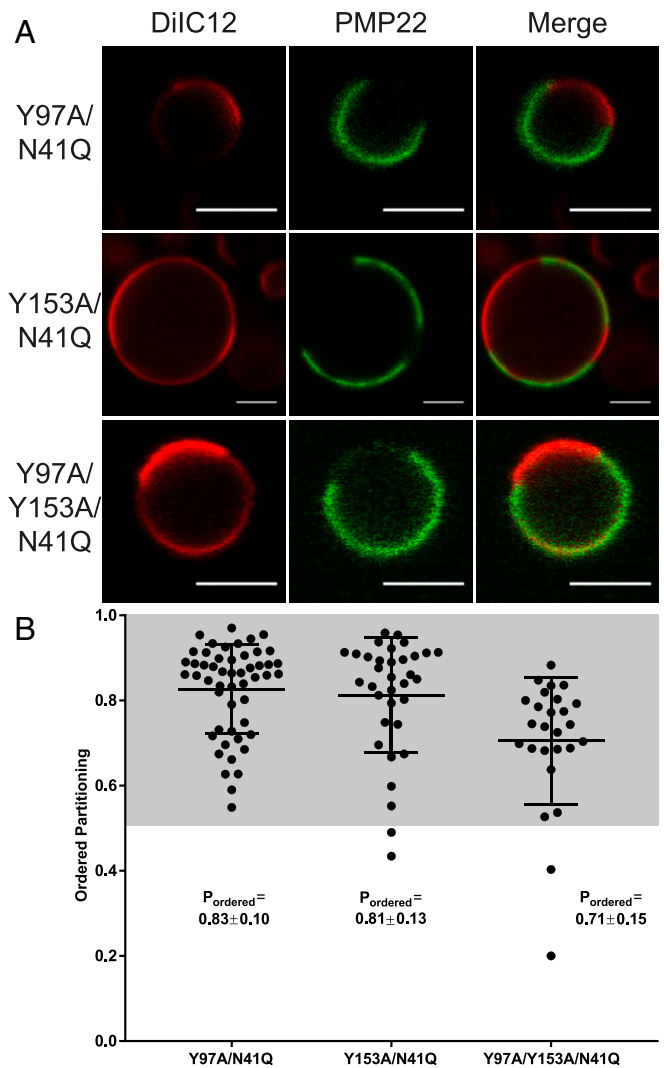 A
DiIC12 PMP22 Merge
Y97A/
N41Q
Y153A/
N41Q
Y97A/
Y153A/
N41Q
B
1.0
0.8
0.6
0.4
0.2
0.0
Ordered Partitioning
Pordered=
0.83±0.10
Pordered=
0.81±0.13
Pordered=
0.71±0.15
Y97A/N41Q Y153A/N41Q Y97A/Y153A/N41Q